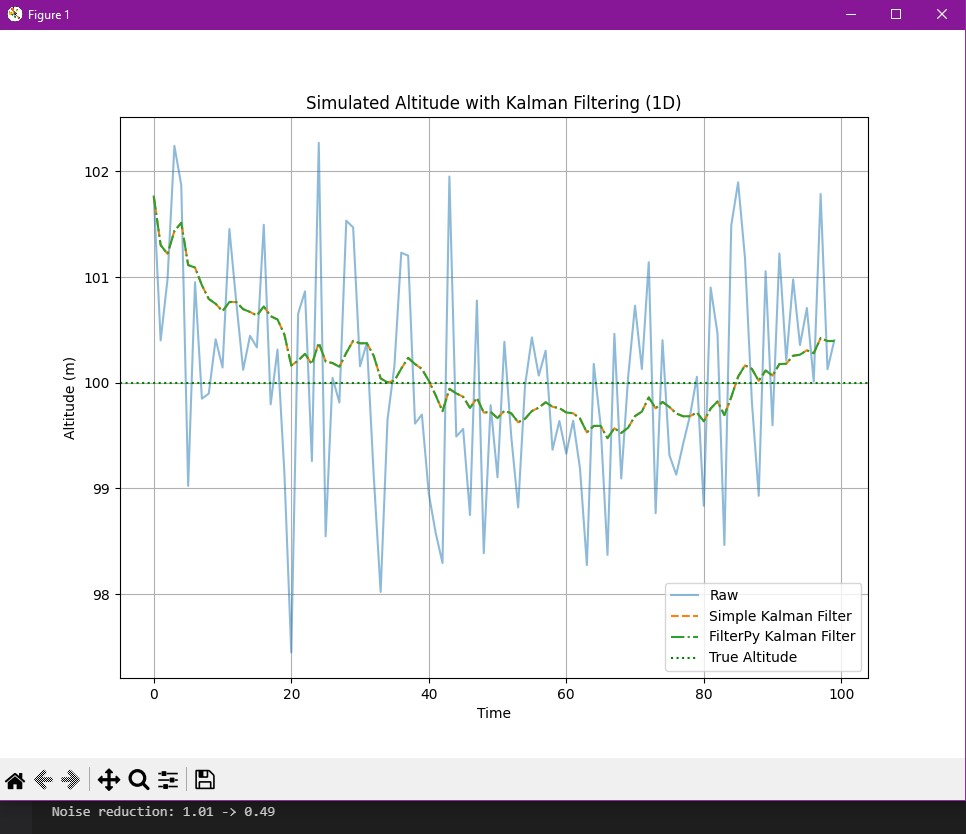 Figure 1
Simulated Altitude with Kalman Filtering (1D)
102
101
100
99
98
Altitude (m)
Raw
Simple Kalman Filter
FilterPy Kalman Filter
True Altitude
0 20 40 60 80 100
Time
Noise reduction: 1.01 -> 0.49